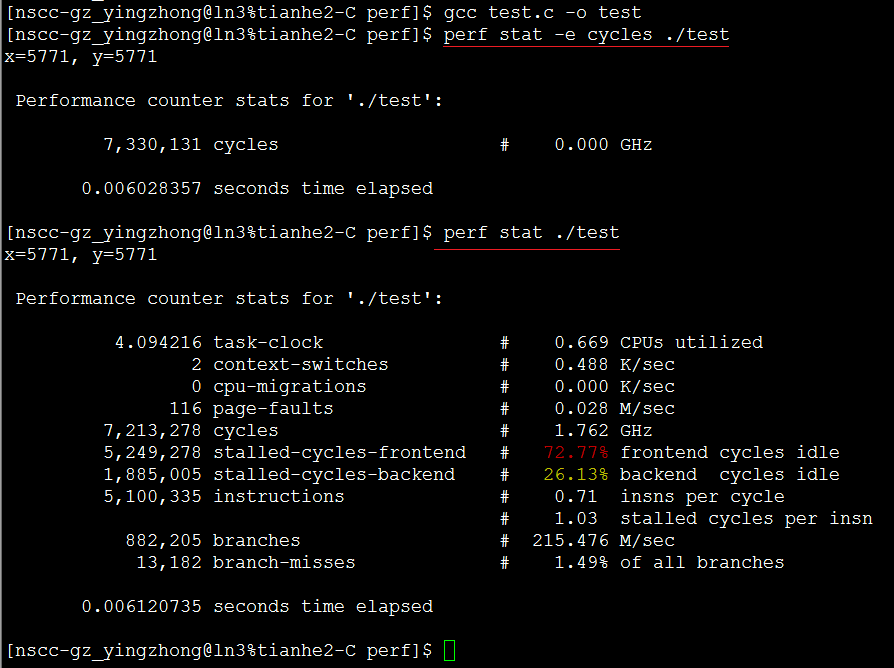 [nscc-gz_yingzhong@ln3%tianhe2-C perf]$ gcc test.c -o test
[nscc-gz_yingzhong@ln3%tianhe2-C perf]$ perf stat -e cycles ./test
x=5771, y=5771
Performance counter stats for './test':
7,330,131 cycles # 0.000 GHz
0.006028357 seconds time elapsed
[nscc-gz_yingzhong@ln3%tianhe2-C perf]$ perf stat ./test
x=5771, y=5771
Performance counter stats for './test':
4.094216 task-clock # 0.669 CPUs utilized
2 context-switches # 0.488 K/sec
0 cpu-migrations # 0.000 K/sec
116 page-faults # 0.028 M/sec
7,213,278 cycles # 1.762 GHz
5,249,278 stalled-cycles-frontend # 72.77% frontend cycles idle
1,885,005 stalled-cycles-backend # 26.13% backend cycles idle
5,100,335 instructions # 0.71 insns per cycle
# 1.03 stalled cycles per insn
882,205 branches # 215.476 M/sec
13,182 branch-misses # 1.49% of all branches
0.006120735 seconds time elapsed
[nscc-gz_yingzhong@ln3%tianhe2-C perf]$